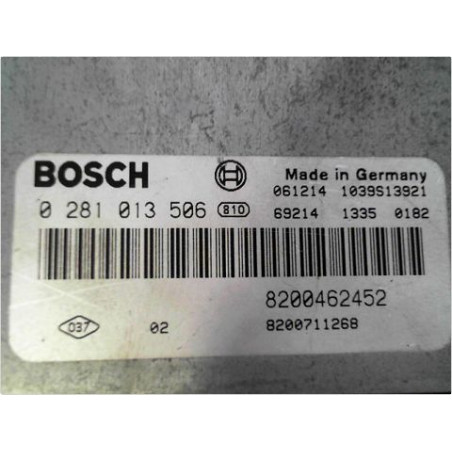 BOSCH
Made in Germany
061214 1039S13921
0 281 013 506 810
69214 1335 0182
8200462452
037 02 8200711268